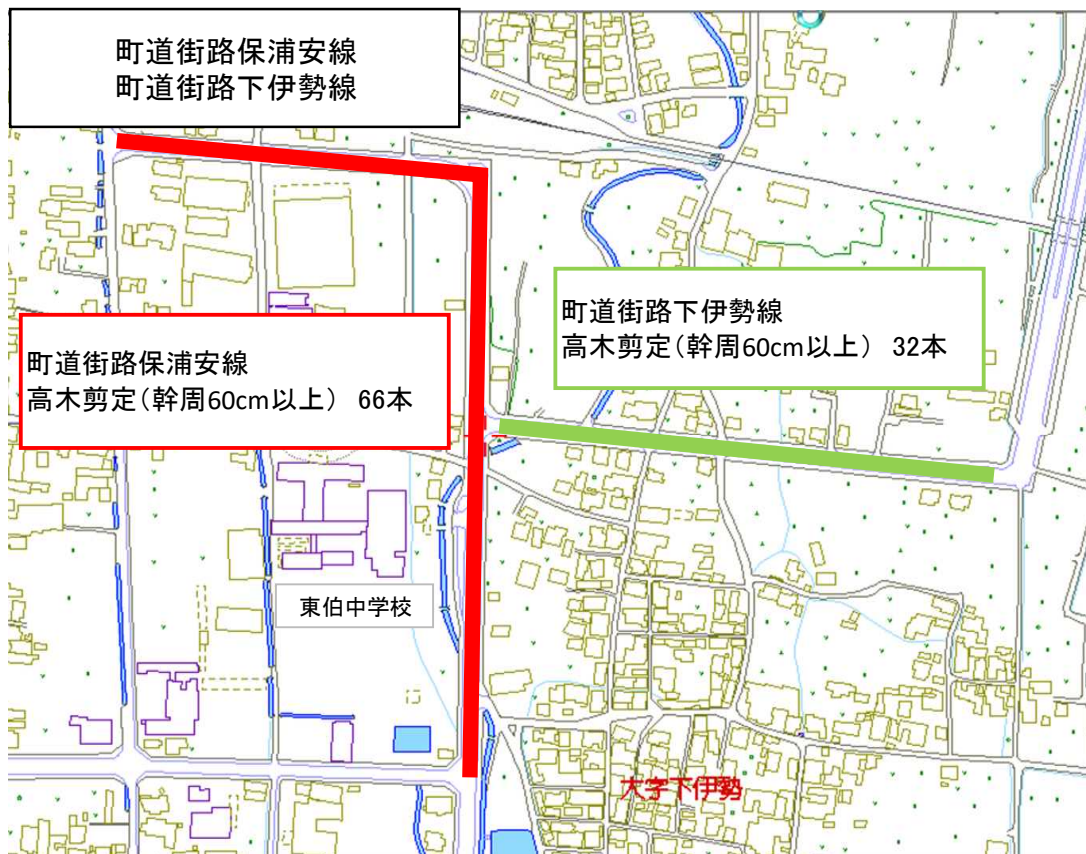 町道街路保浦安線
町道街路下伊勢線
町道街路下伊勢線
高木剪定(幹周60cm以上) 32本
町道街路保浦安線
高木剪定(幹周60cm以上) 66本
東伯中学校
大字下伊勢